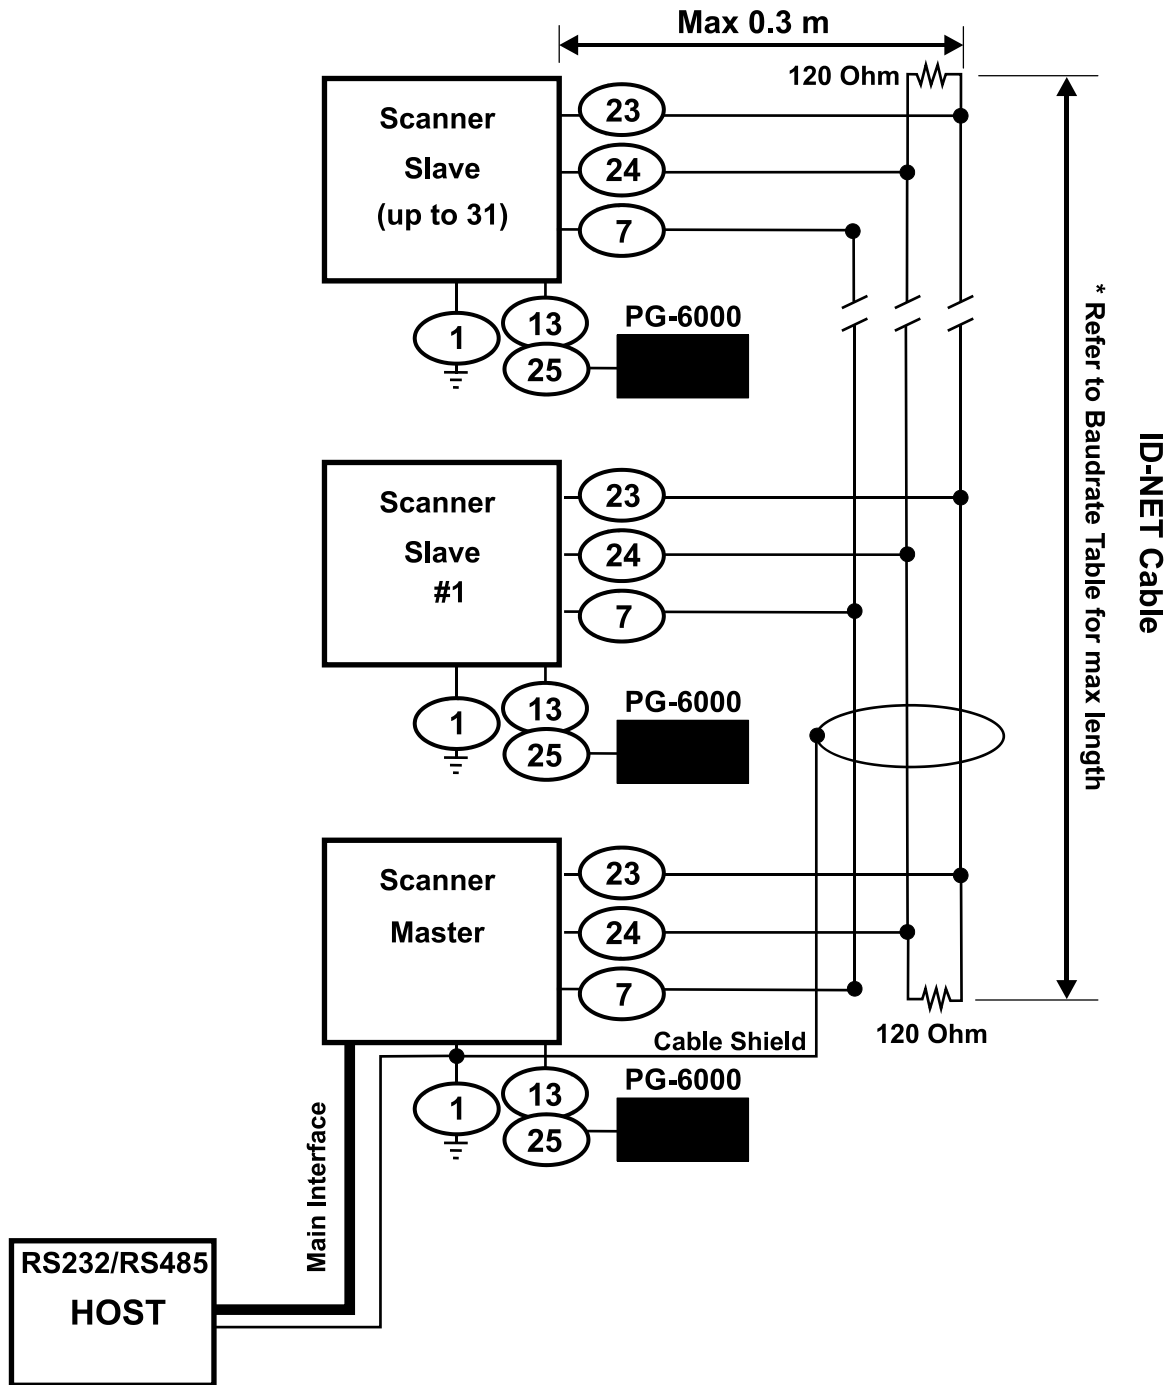 Max 0.3 m
120 Ohm
Scanner
Slave
(up to 31)
23
24
7
1
13
25
PG-6000
Scanner
Slave
#1
23
24
7
1
13
25
PG-6000
Scanner
Master
23
24
7
120 Ohm
Cable Shield
1
13
25
PG-6000
Main Interface
RS232/RS485
HOST
* Refer to Baudrate Table for max length
ID-NET Cable